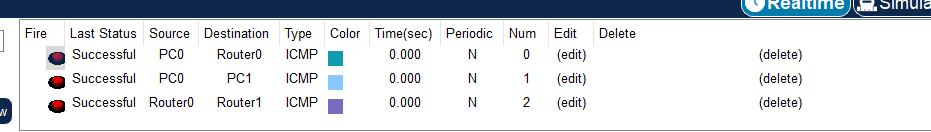 Realtime Simula
Fire Last Status Source Destination Type Color Time(sec) Periodic Num Edit Delete
Successful PC0 Router0 ICMP 0.000 N 0 (edit) (delete)
Successful PC0 PC1 ICMP 0.000 N 1 (edit) (delete)
Successful Router0 Router1 ICMP 0.000 N 2 (edit) (delete)
w